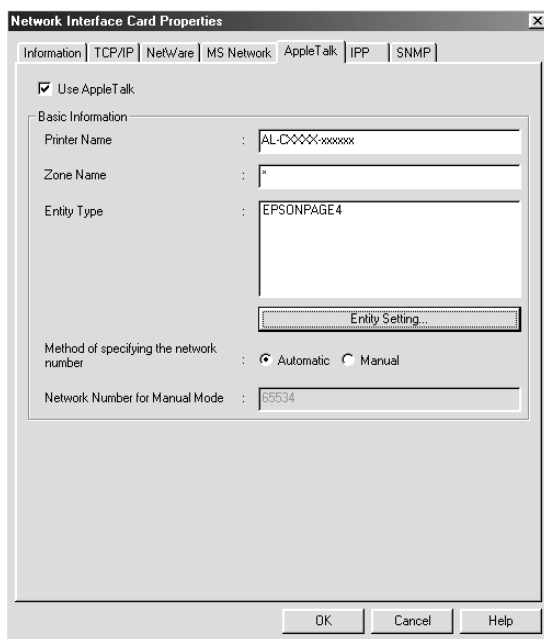 Network Interface Card Properties
Information TCP/IP NetWare MS Network AppleTalk IPP SNMP
Use AppleTalk
Basic Information
Printer Name : AL-CXXXX-xxxxxx
Zone Name : *
Entity Type : EPSONPAGE4
Entity Setting...
Method of specifying the network
number : Automatic Manual
Network Number for Manual Mode : 65534
OK Cancel Help